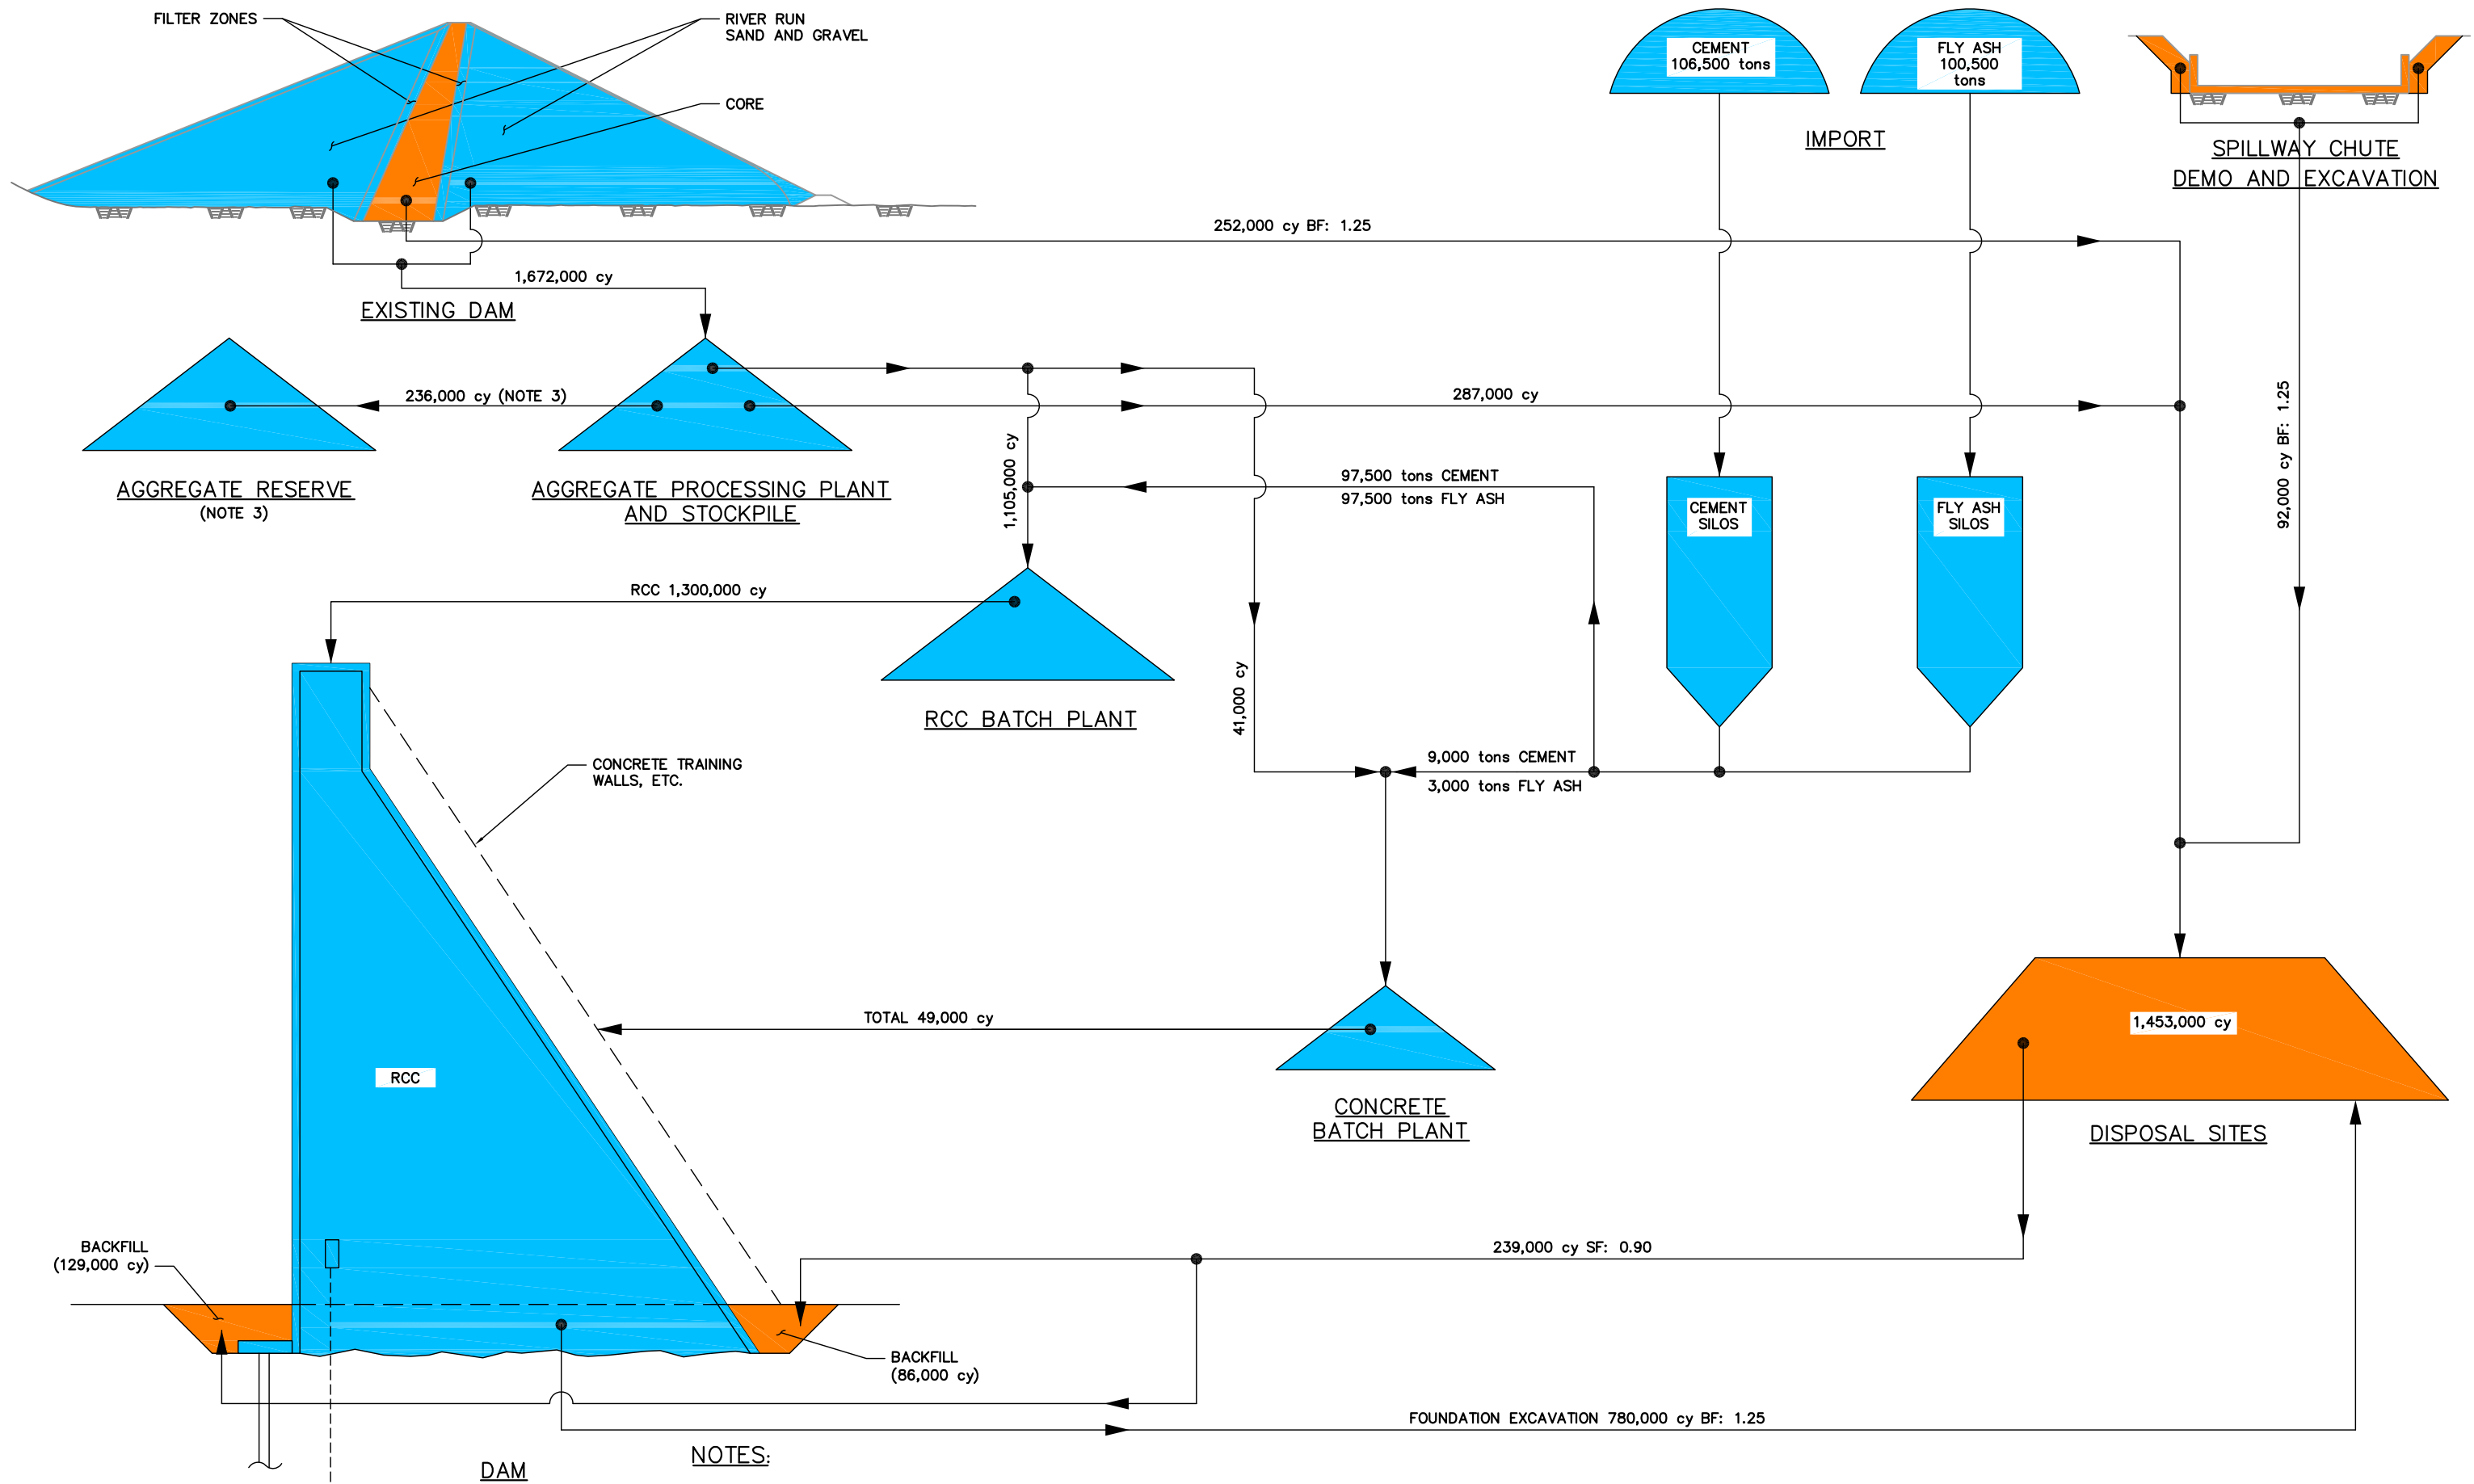 FILTER ZONES
RIVER RUN
SAND AND GRAVEL
CORE
CEMENT
106,500 tons
FLY ASH
100,500
tons
IMPORT
SPILLWAY CHUTE
DEMO AND EXCAVATION
252,000 cy BF: 1.25
1,672,000 cy
EXISTING DAM
236,000 cy (NOTE 3)
287,000 cy
92,000 cy BF: 1.25
AGGREGATE RESERVE
(NOTE 3)
AGGREGATE PROCESSING PLANT
AND STOCKPILE
1,105,000 cy
97,500 tons CEMENT
97,500 tons FLY ASH
CEMENT
SILOS
FLY ASH
SILOS
RCC 1,300,000 cy
RCC BATCH PLANT
41,000 cy
CONCRETE TRAINING
WALLS, ETC.
9,000 tons CEMENT
3,000 tons FLY ASH
TOTAL 49,000 cy
1,453,000 cy
RCC
CONCRETE
BATCH PLANT
DISPOSAL SITES
BACKFILL
(129,000 cy)
239,000 cy SF: 0.90
BACKFILL
(86,000 cy)
FOUNDATION EXCAVATION 780,000 cy BF: 1.25
NOTES:
DAM